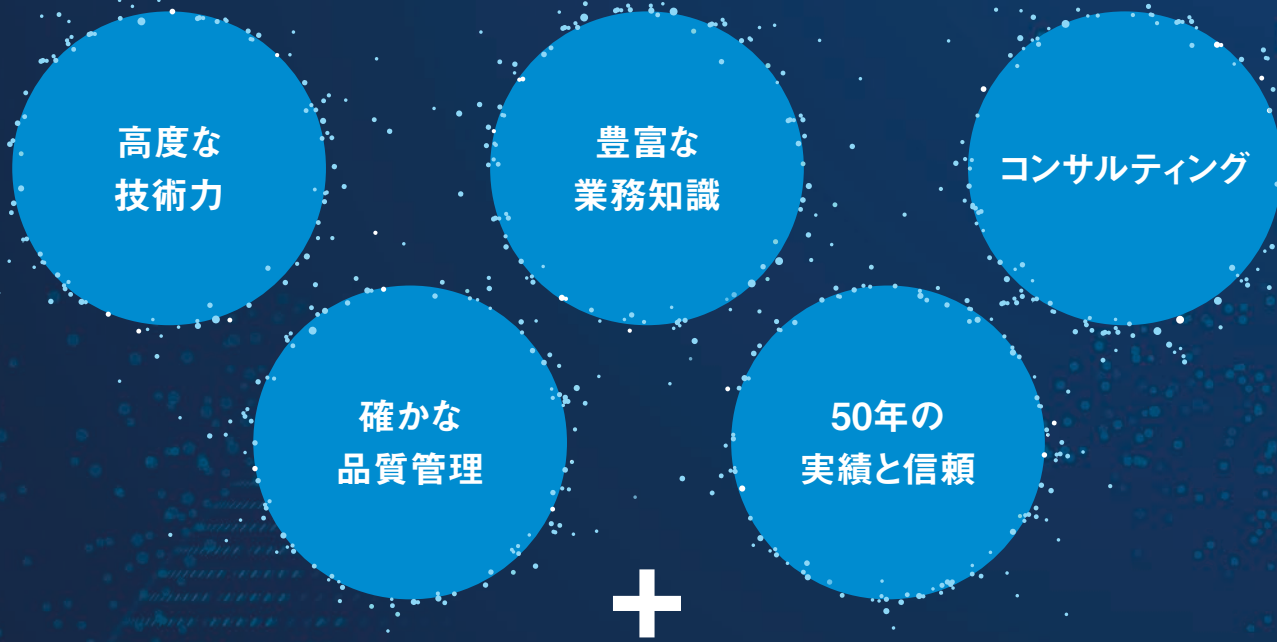 高度な
技術力
豊富な
業務知識
コンサルティング
確かな
品質管理
50年の
実績と信頼
+